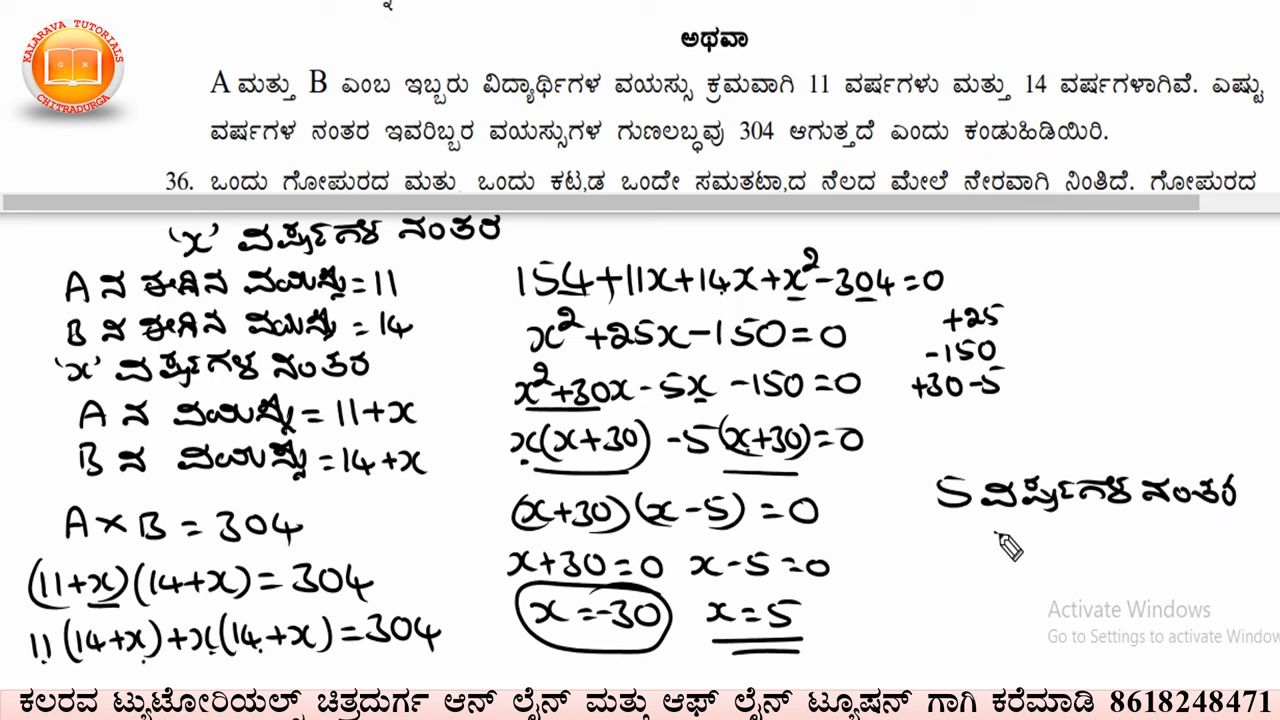 KALARAVA TUTORIALS
G R
CHITRADURGA
ಅಥವಾ
A ಮತ್ತು B ಎಂಬ ಇಬ್ಬರು ವಿದ್ಯಾರ್ಥಿಗಳ ವಯಸ್ಸು ಕ್ರಮವಾಗಿ 11 ವರ್ಷಗಳು ಮತ್ತು 14 ವರ್ಷಗಳಾಗಿವೆ. ಎಷ್ಟು
ವರ್ಷಗಳ ನಂತರ ಇವರಿಬ್ಬರ ವಯಸ್ಸುಗಳ ಗುಣಲಬ್ಧವು 304 ಆಗುತ್ತದೆ ಎಂದು ಕಂಡುಹಿಡಿಯಿರಿ.
36. ಒಂದು ಗೋಪುರದ ಮತ್ತು ಒಂದು ಕಟ್ಟಡ ಒಂದೇ ಸಮತಟ್ಟಾದ ನೆಲದ ಮೇಲೆ ನೇರವಾಗಿ ನಿಂತಿದೆ. ಗೋಪುರದ
'x' ವರ್ಷಗಳ ನಂತರ
A ನ ಈಗಿನ ವಯಸ್ಸು = 11
B ನ ಈಗಿನ ವಯಸ್ಸು = 14
'x' ವರ್ಷಗಳ ನಂತರ
A ನ ವಯಸ್ಸು = 11+x
B ನ ವಯಸ್ಸು = 14+x
A × B = 304
(11+x)(14+x) = 304
11(14+x)+x(14+x) = 304
154+11x+14x+x²-304=0
x²+25x-150=0
x²+30x-5x-150=0
x(x+30)-5(x+30)=0
(x+30)(x-5)=0
x+30=0 x-5=0
x=-30 x=5
+25
-150
+30-5
5 ವರ್ಷಗಳ ನಂತರ
Activate Windows
Go to Settings to activate Window
ಕಲರವ ಟ್ಯುಟೋರಿಯಲ್ಸ್ ಚಿತ್ರದುರ್ಗ ಆನ್ ಲೈನ್ ಮತ್ತು ಆಫ್ ಲೈನ್ ಟ್ಯೂಷನ್ ಗಾಗಿ ಕರೆಮಾಡಿ 8618248471